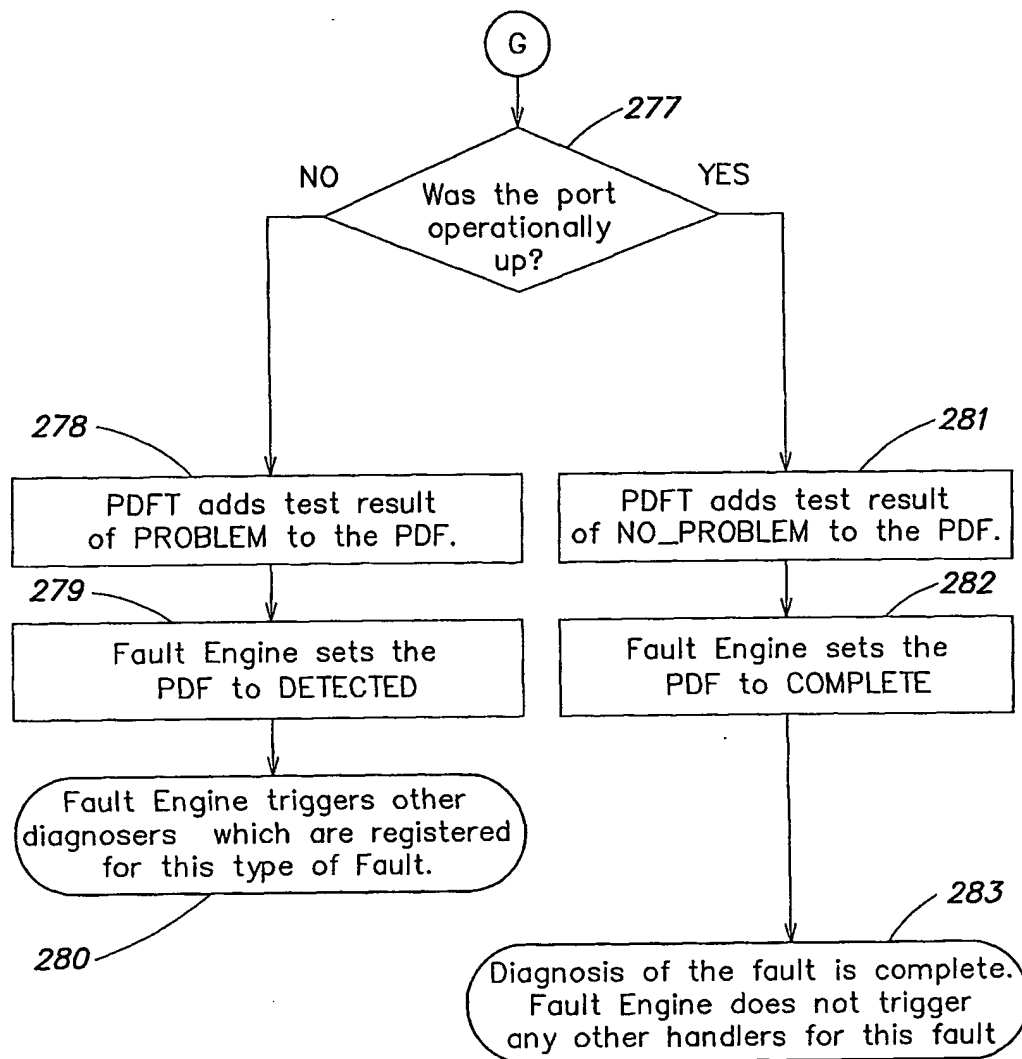 G
277
NO
YES
Was the port
operationally
up?
278
281
PDFT adds test result
of PROBLEM to the PDF.
PDFT adds test result
of NO_PROBLEM to the PDF.
279
282
Fault Engine sets the
PDF to DETECTED
Fault Engine sets the
PDF to COMPLETE
Fault Engine triggers other
diagnosers which are registered
for this type of Fault.
280
283
Diagnosis of the fault is complete.
Fault Engine does not trigger
any other handlers for this fault